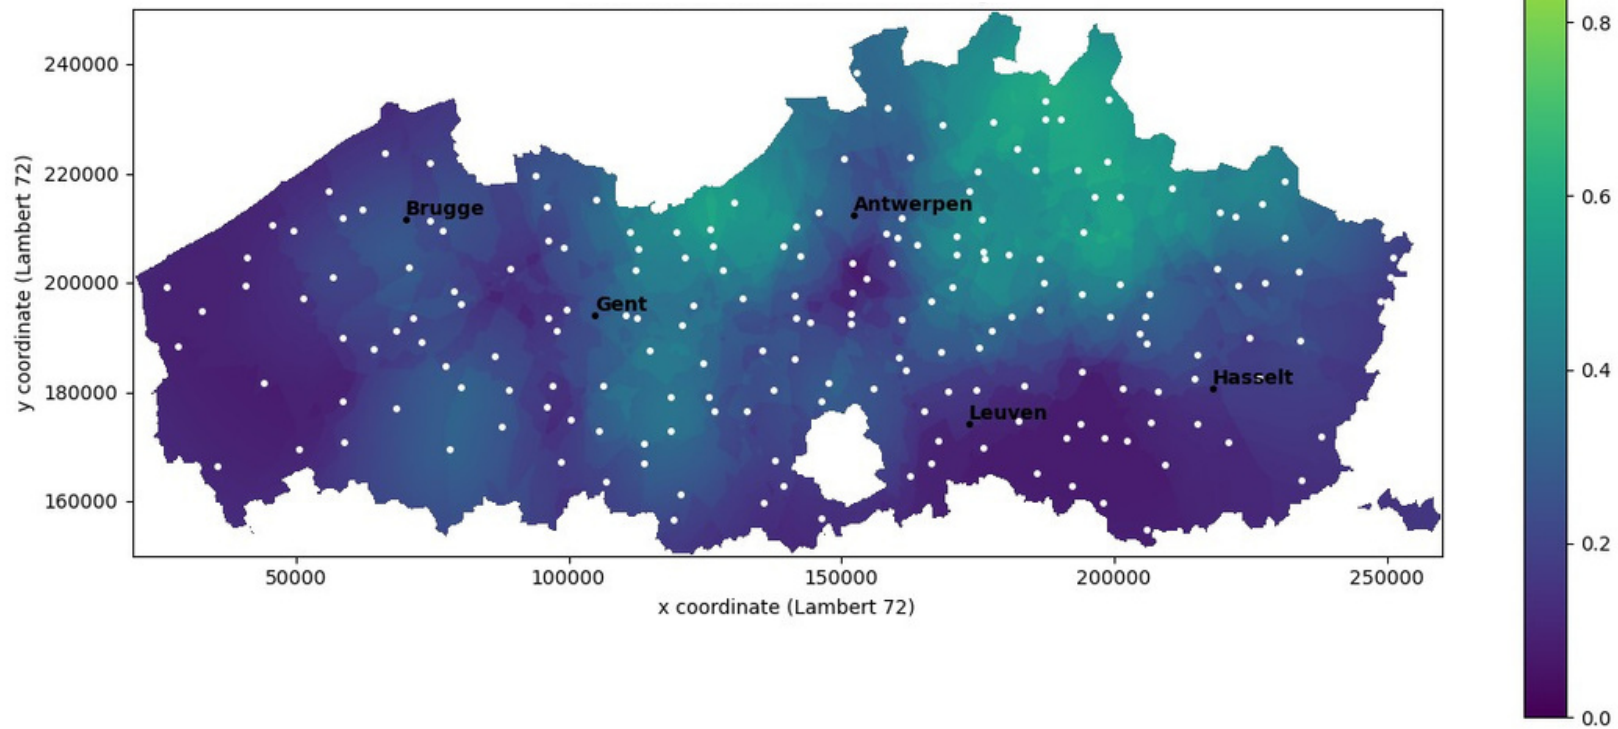 0.8
240000
220000
Brugge
Antwerpen
0.6
200000
Gent
0.4
180000
Hasselt
Leuven
160000
0.2
y coordinate (Lambert 72)
50000
100000
150000
200000
250000
x coordinate (Lambert 72)
0.0